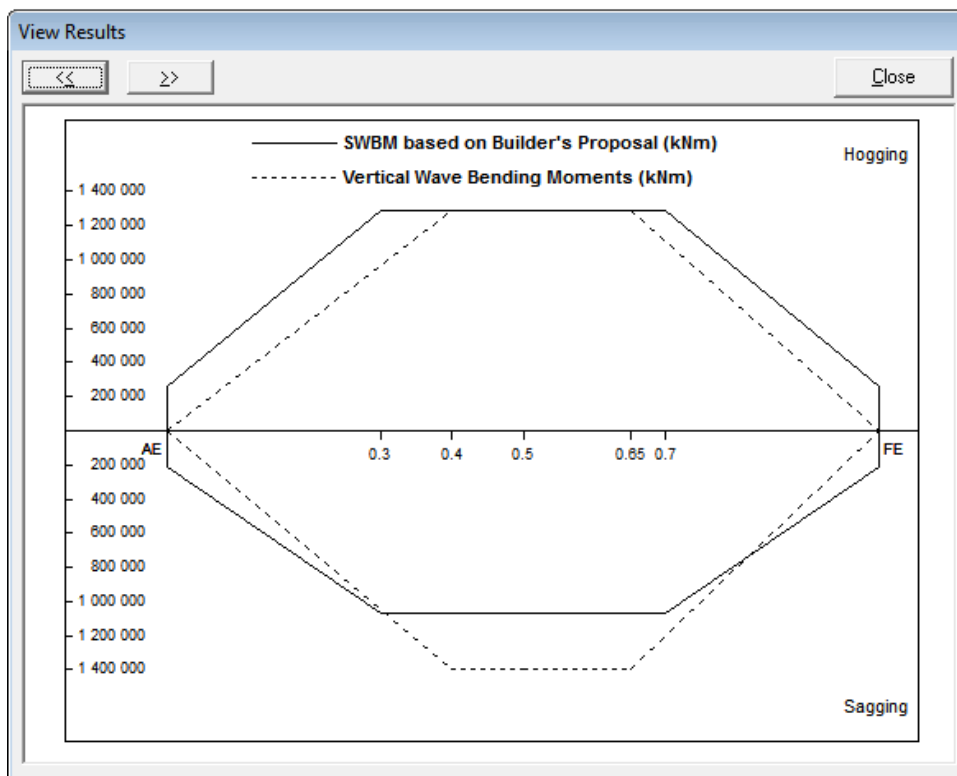 View Results
<< >> Close
SWBM based on Builder's Proposal (kNm)
Hogging
Vertical Wave Bending Moments (kNm)
1 400 000
1 200 000
1 000 000
800 000
600 000
400 000
200 000
AE 0.3 0.4 0.5 0.65 0.7 FE
200 000
400 000
600 000
800 000
1 000 000
1 200 000
1 400 000
Sagging